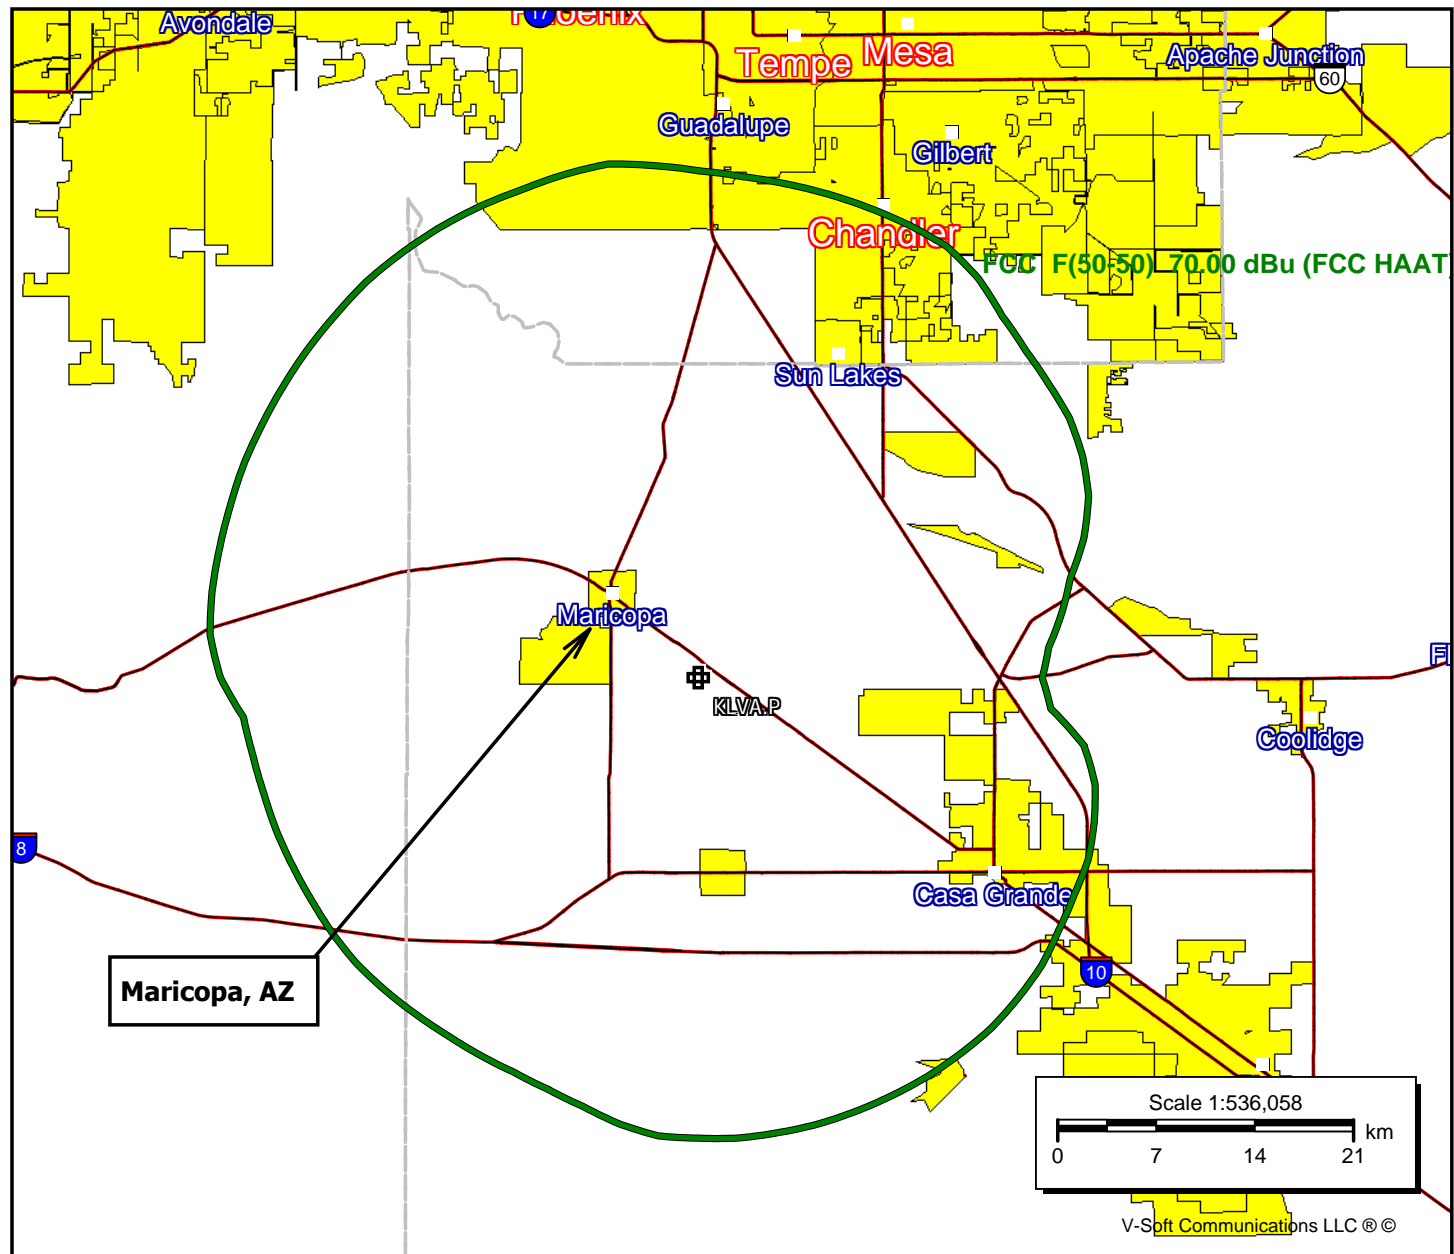 Phoenix
17
Avondale
Tempe
Mesa
Apache Junction
60
Guadalupe
Gilbert
Chandler
FCC F(50-50) 70.00 dBu (FCC HAAT)
Sun Lakes
Maricopa
KLVA.P
Coolidge
8
Casa Grande
10
Maricopa, AZ
Scale 1:536,058
km
0 7 14 21
V-Soft Communications LLC ® ©